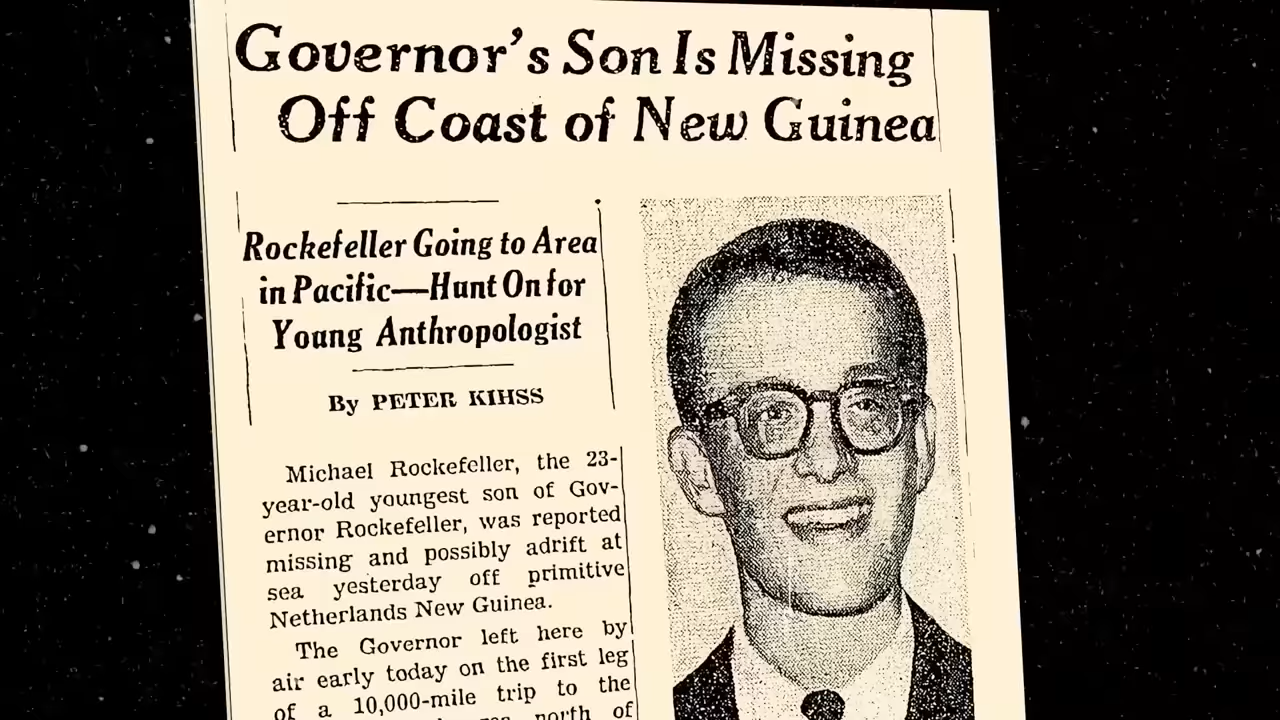 Governor's Son Is Missing
Off Coast of New Guinea
Rockefeller Going to Area
in Pacific—Hunt On for
Young Anthropologist
By PETER KIHSS
Michael Rockefeller, the 23-
year-old youngest son of Gov-
ernor Rockefeller, was reported
missing and possibly adrift at
sea yesterday off primitive
Netherlands New Guinea.
The Governor left here by
air early today on the first leg
of a 10,000-mile trip to the
north of